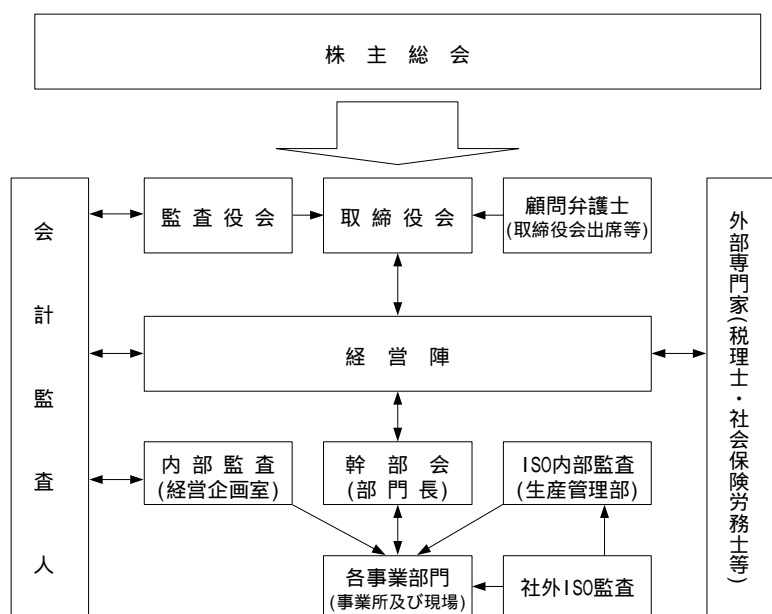 株主総会
監査役会
取締役会
顧問弁護士
(取締役会出席等)
会計監査人
外部専門家(税理士・社会保険労務士等)
経営陣
内部監査
(経営企画室)
幹部会
(部門長)
ISO内部監査
(生産管理部)
各事業部門
(事業所及び現場)
社外ISO監査